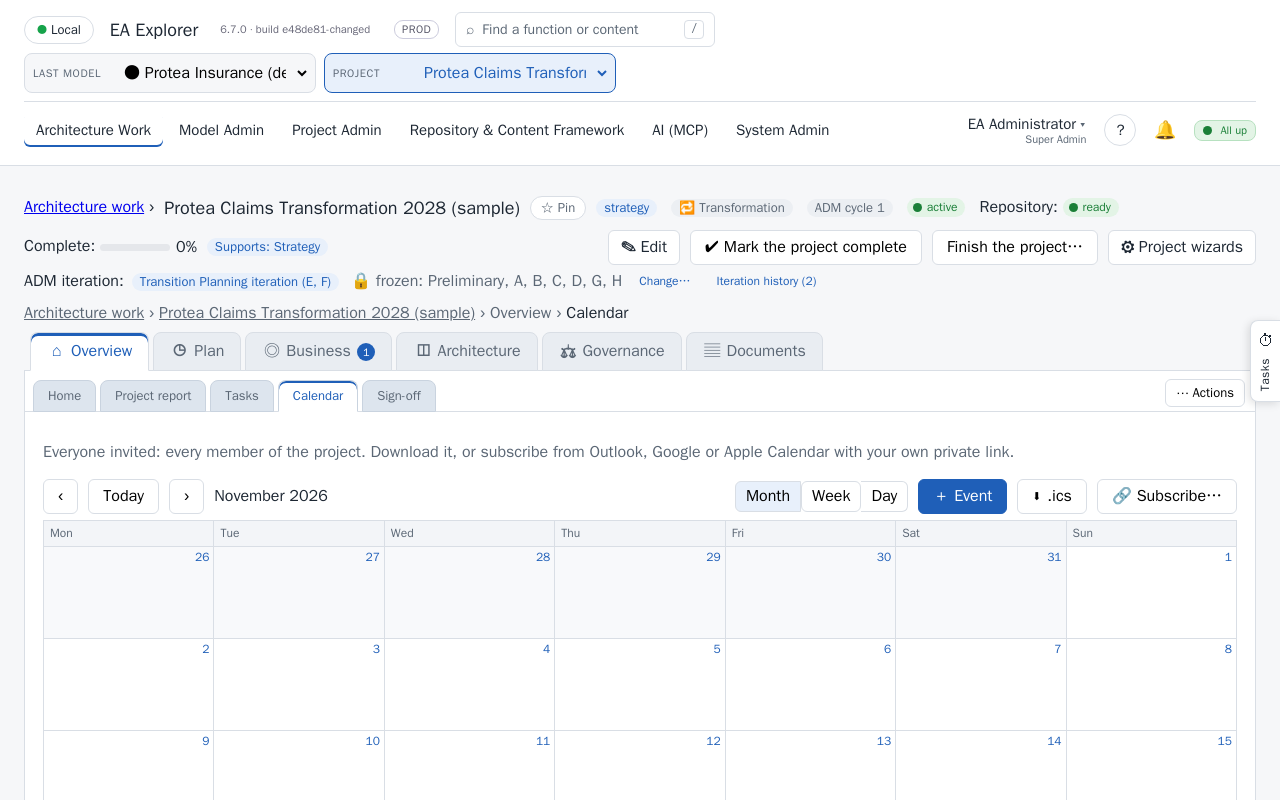 Local EA Explorer 6.7.0 · build e48de81-changed PROD Find a function or content /
LAST MODEL Protea Insurance (de PROJECT Protea Claims Transfor
Architecture Work Model Admin Project Admin Repository & Content Framework AI (MCP) System Admin EA Administrator ? All up
Super Admin
Architecture work › Protea Claims Transformation 2028 (sample) ☆ Pin strategy Transformation ADM cycle 1 active Repository: ready
Complete: 0% Supports: Strategy ✎ Edit ✔ Mark the project complete Finish the project⋯ ⚙ Project wizards
ADM iteration: Transition Planning iteration (E, F) 🔒 frozen: Preliminary, A, B, C, D, G, H Change⋯ Iteration history (2)
Architecture work › Protea Claims Transformation 2028 (sample) › Overview › Calendar
Overview Plan Business 1 Architecture Governance Documents
Tasks
Home Project report Tasks Calendar Sign-off ⋯ Actions
Everyone invited: every member of the project. Download it, or subscribe from Outlook, Google or Apple Calendar with your own private link.
‹ Today › November 2026 Month Week Day + Event ⬇ .ics 🔗 Subscribe⋯
Mon Tue Wed Thu Fri Sat Sun
26 27 28 29 30 31 1
2 3 4 5 6 7 8
9 10 11 12 13 14 15